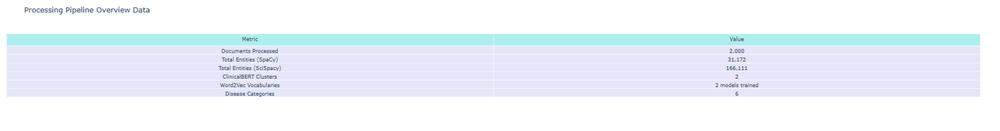 Processing Pipeline Overview Data
Metric Value
Documents Processed 2,000
Total Entities (SpaCy) 31,172
Total Entities (SciSpacy) 166,111
ClinicalBERT Clusters 2
Word2Vec Vocabularies 3 models trained
Disease Categories 6